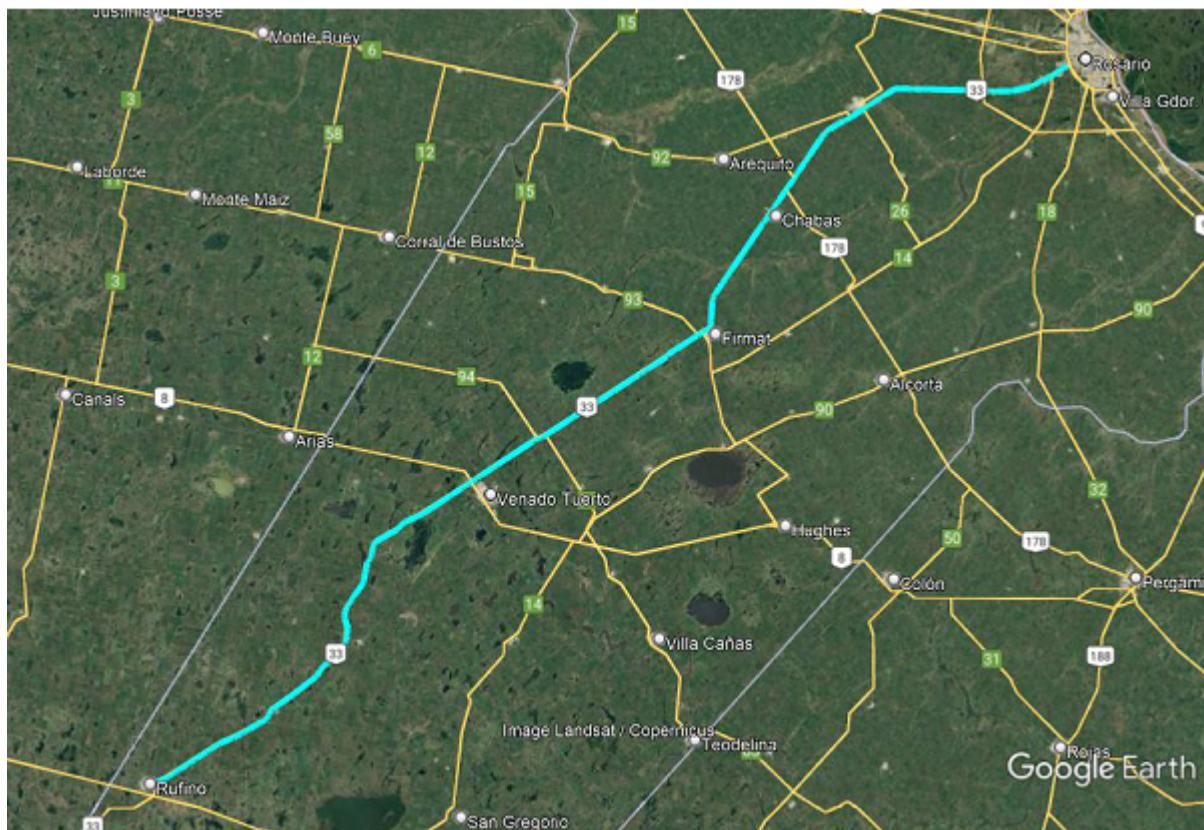 Justiniano Posse
Monte Buey
6
15
178
Rosario
33
Villa Gdor.
3
58
12
92
Arequito
Laborde
11
Monte Maiz
15
Chabas
26
18
Corral de Bustos
178
14
3
93
90
Firmat
12
94
Canals
8
33
Alcorta
90
Arias
32
Venado Tuerto
Hughes
50
178
8
Colón
Pergami
14
Villa Cañas
33
31
188
Image Landsat / Copernicus
Teodelina
Rojas
Google Earth
Rufino
33
San Gregorio